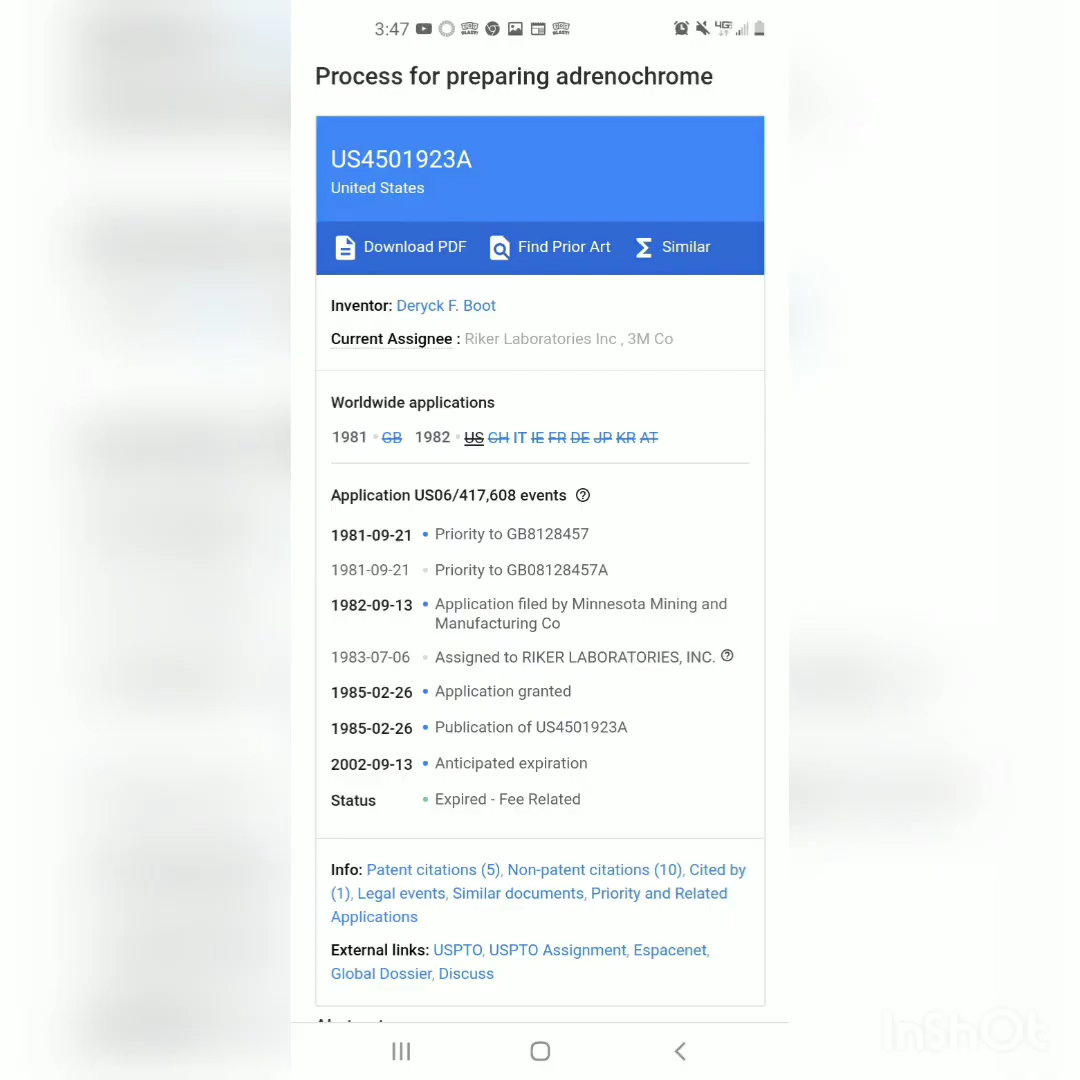 3:47
Process for preparing adrenochrome
US4501923A
United States
Download PDF Find Prior Art Similar
Inventor: Deryck F. Boot
Current Assignee : Riker Laboratories Inc , 3M Co
Worldwide applications
1981 • GB 1982 • US CH IT IE FR DE JP KR AT
Application US06/417,608 events
1981-09-21 • Priority to GB8128457
1981-09-21 • Priority to GB08128457A
1982-09-13 • Application filed by Minnesota Mining and
Manufacturing Co
1983-07-06 • Assigned to RIKER LABORATORIES, INC.
1985-02-26 • Application granted
1985-02-26 • Publication of US4501923A
2002-09-13 • Anticipated expiration
Status • Expired - Fee Related
Info: Patent citations (5), Non-patent citations (10), Cited by
(1), Legal events, Similar documents, Priority and Related
Applications
External links: USPTO, USPTO Assignment, Espacenet,
Global Dossier, Discuss
InShOt